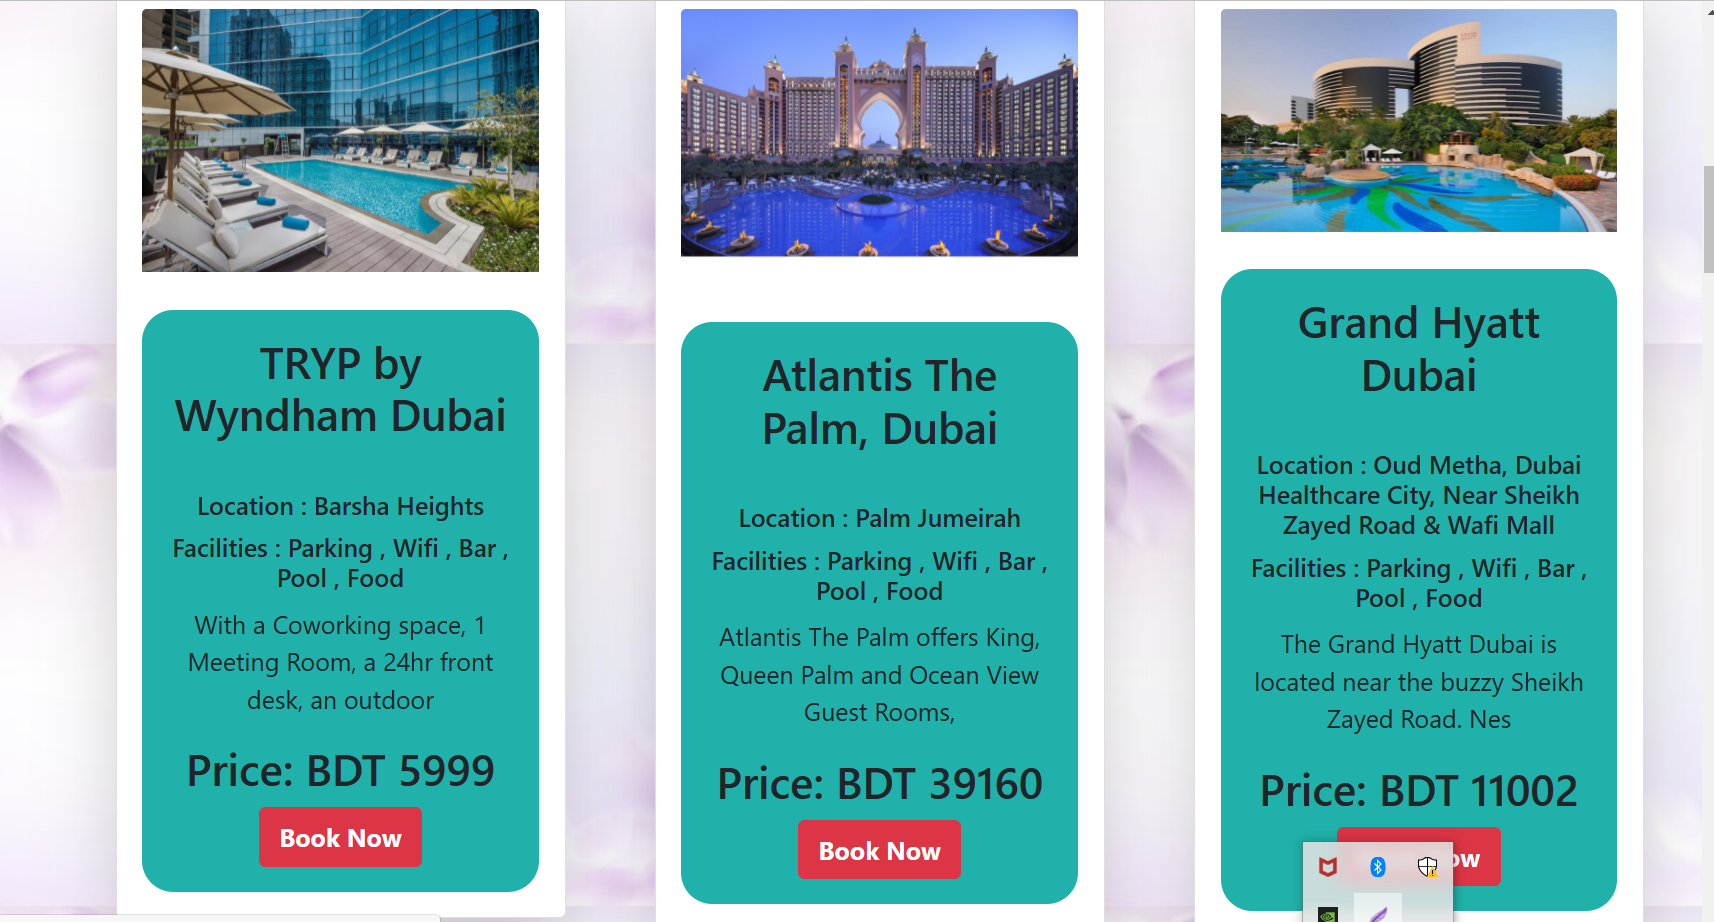 TRYP by
Wyndham Dubai
Location : Barsha Heights
Facilities : Parking , Wifi , Bar ,
Pool , Food
With a Coworking space, 1
Meeting Room, a 24hr front
desk, an outdoor
Price: BDT 5999
Book Now
Atlantis The
Palm, Dubai
Location : Palm Jumeirah
Facilities : Parking , Wifi , Bar ,
Pool , Food
Atlantis The Palm offers King,
Queen Palm and Ocean View
Guest Rooms,
Price: BDT 39160
Book Now
Grand Hyatt
Dubai
Location : Oud Metha, Dubai
Healthcare City, Near Sheikh
Zayed Road & Wafi Mall
Facilities : Parking , Wifi , Bar ,
Pool , Food
The Grand Hyatt Dubai is
located near the buzzy Sheikh
Zayed Road. Nes
Price: BDT 11002
ow